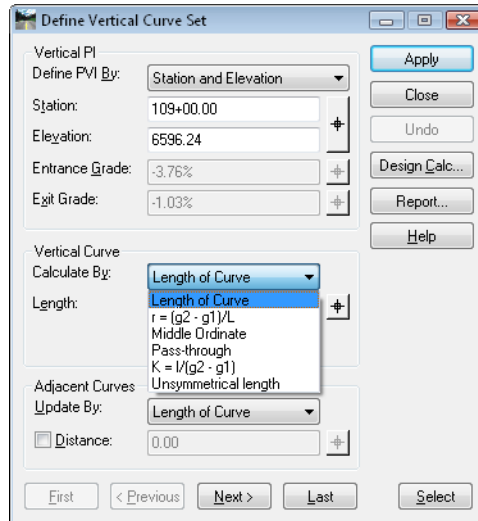 Define Vertical Curve Set
Vertical PI
Define PVI By: Station and Elevation
Station: 109+00.00
Elevation: 6596.24
Entrance Grade: -3.76%
Exit Grade: -1.03%
Apply
Close
Undo
Design Calc...
Report...
Help
Vertical Curve
Calculate By: Length of Curve
Length:
Length of Curve
r = (g2 - g1)/L
Middle Ordinate
Pass-through
K = l/(g2 - g1)
Unsymmetrical length
Adjacent Curves
Update By: Length of Curve
Distance: 0.00
First < Previous Next > Last Select